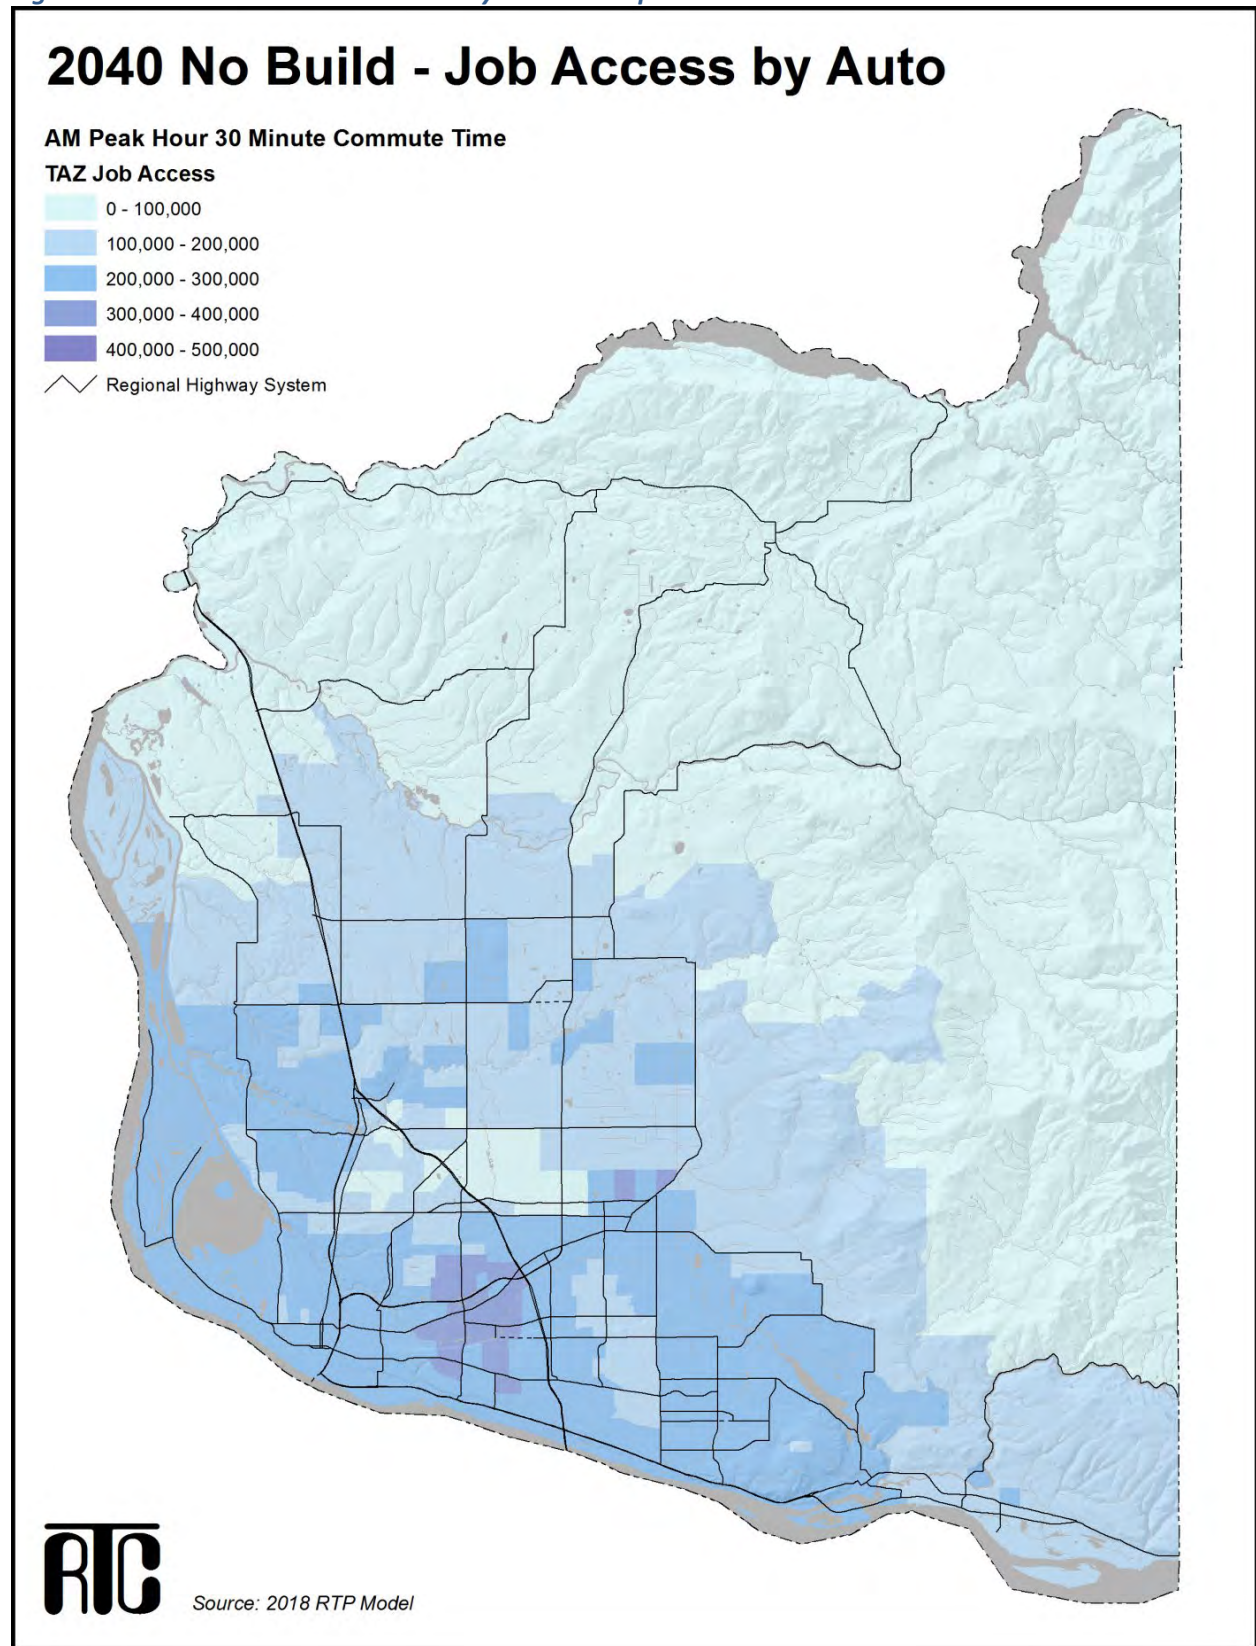 2040 No Build - Job Access by Auto
AM Peak Hour 30 Minute Commute Time
TAZ Job Access
0 - 100,000
100,000 - 200,000
200,000 - 300,000
300,000 - 400,000
400,000 - 500,000
Regional Highway System
RTC
Source: 2018 RTP Model